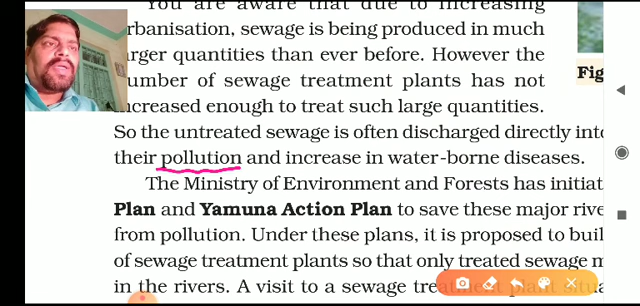 You are aware that due to increasing
rbanisation, sewage is being produced in much
arger quantities than ever before. However the
umber of sewage treatment plants has not
ncreased enough to treat such large quantities.
So the untreated sewage is often discharged directly into
their pollution and increase in water-borne diseases.
The Ministry of Environment and Forests has initiat
Plan and Yamuna Action Plan to save these major rive
from pollution. Under these plans, it is proposed to buil
of sewage treatment plants so that only treated sewage m
in the rivers. A visit to a sewage treatment plant situa
Fig